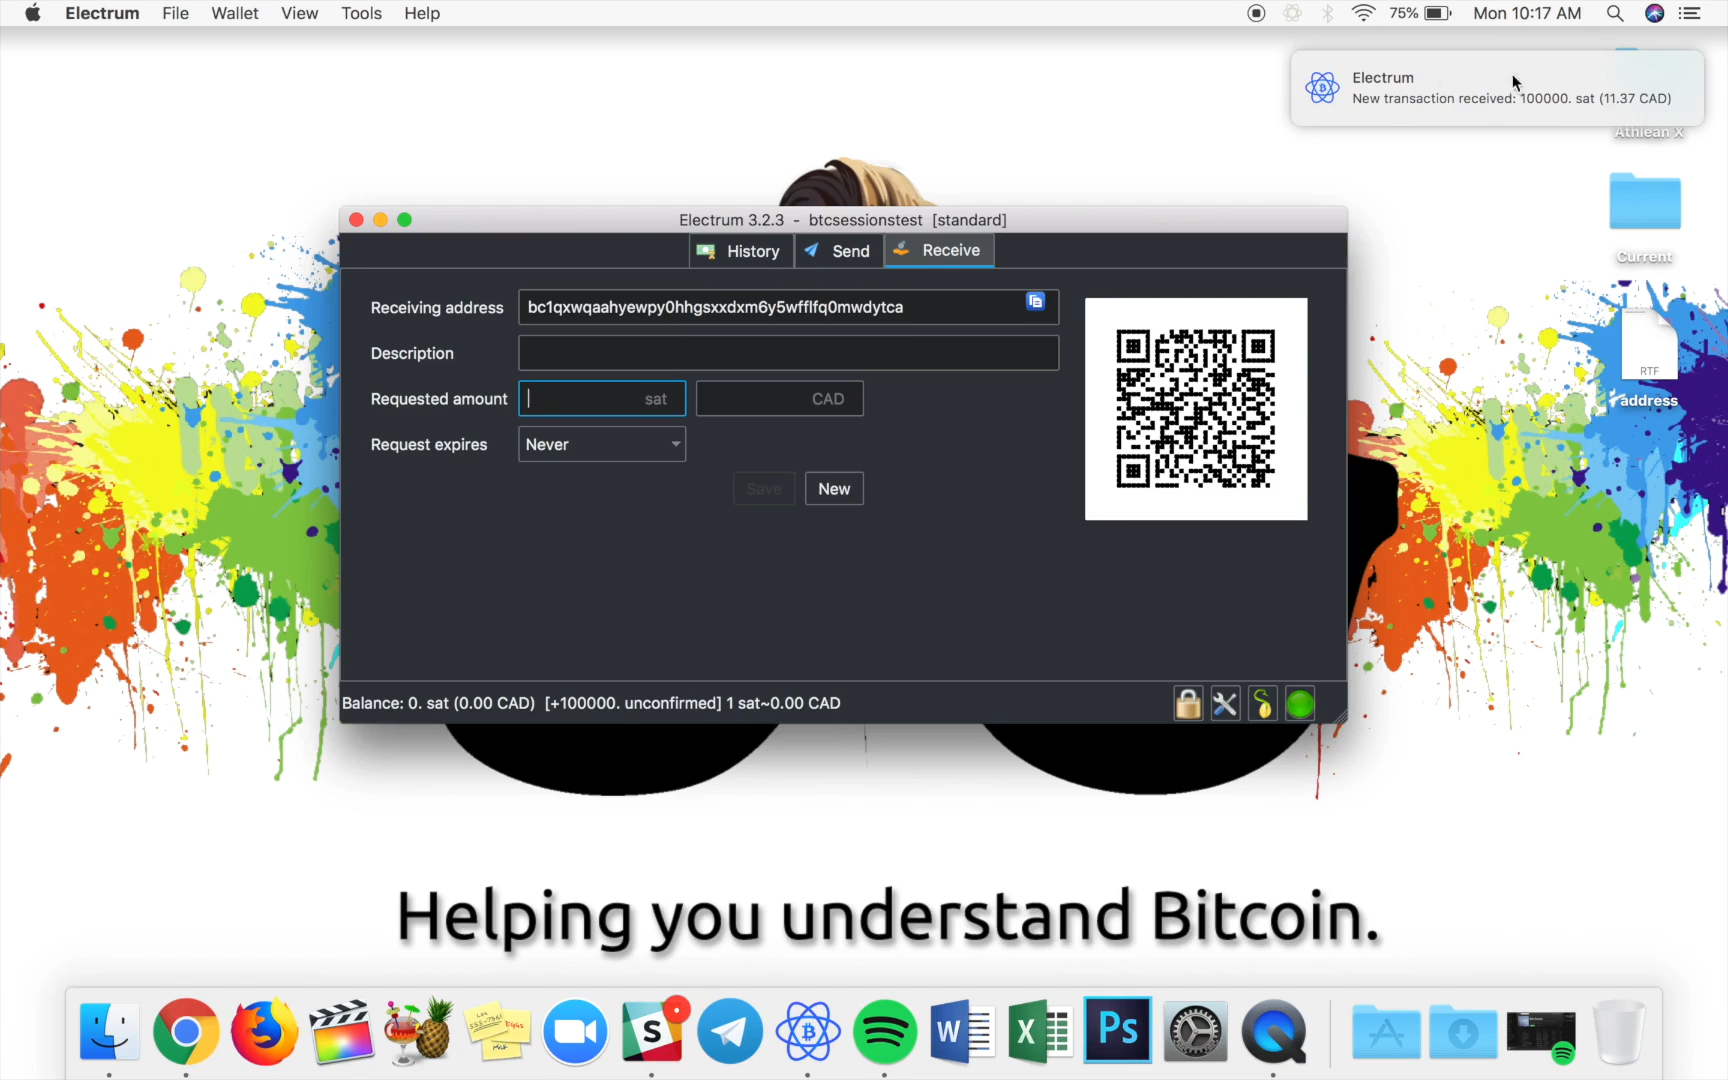 Electrum File Wallet View Tools Help 75% Mon 10:17 AM
Electrum
New transaction received: 100000. sat (11.37 CAD)
Athlean X
Current
RTF
address
Electrum 3.2.3 - btcsessionstest [standard]
History Send Receive
Receiving address bc1qxwqaahyewpy0hhgsxxdxm6y5wfflfq0mwdytca
Description
Requested amount sat CAD
Request expires Never
Save New
Balance: 0. sat (0.00 CAD) [+100000. unconfirmed] 1 sat~0.00 CAD
Helping you understand Bitcoin.
S W X Ps